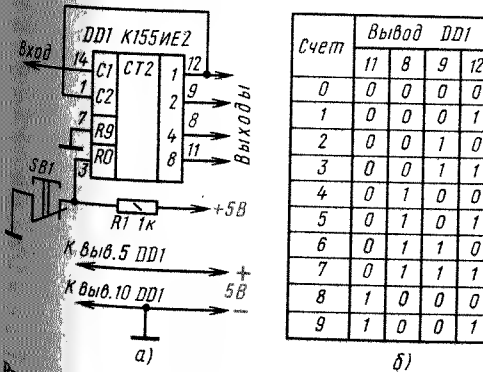 DD1 К155ИЕ2
Вход
14
C1
СТ2
1
12
1
C2
2
9
7
R9
4
8
R0
8
11
3
Выходы
SB1
R1 1к
+5В
К выв.5 DD1
+
5В
К выв.10 DD1
−
а)
Счет Вывод DD1
11 8 9 12
0 0 0 0 0
1 0 0 0 1
2 0 0 1 0
3 0 0 1 1
4 0 1 0 0
5 0 1 0 1
6 0 1 1 0
7 0 1 1 1
8 1 0 0 0
9 1 0 0 1
б)